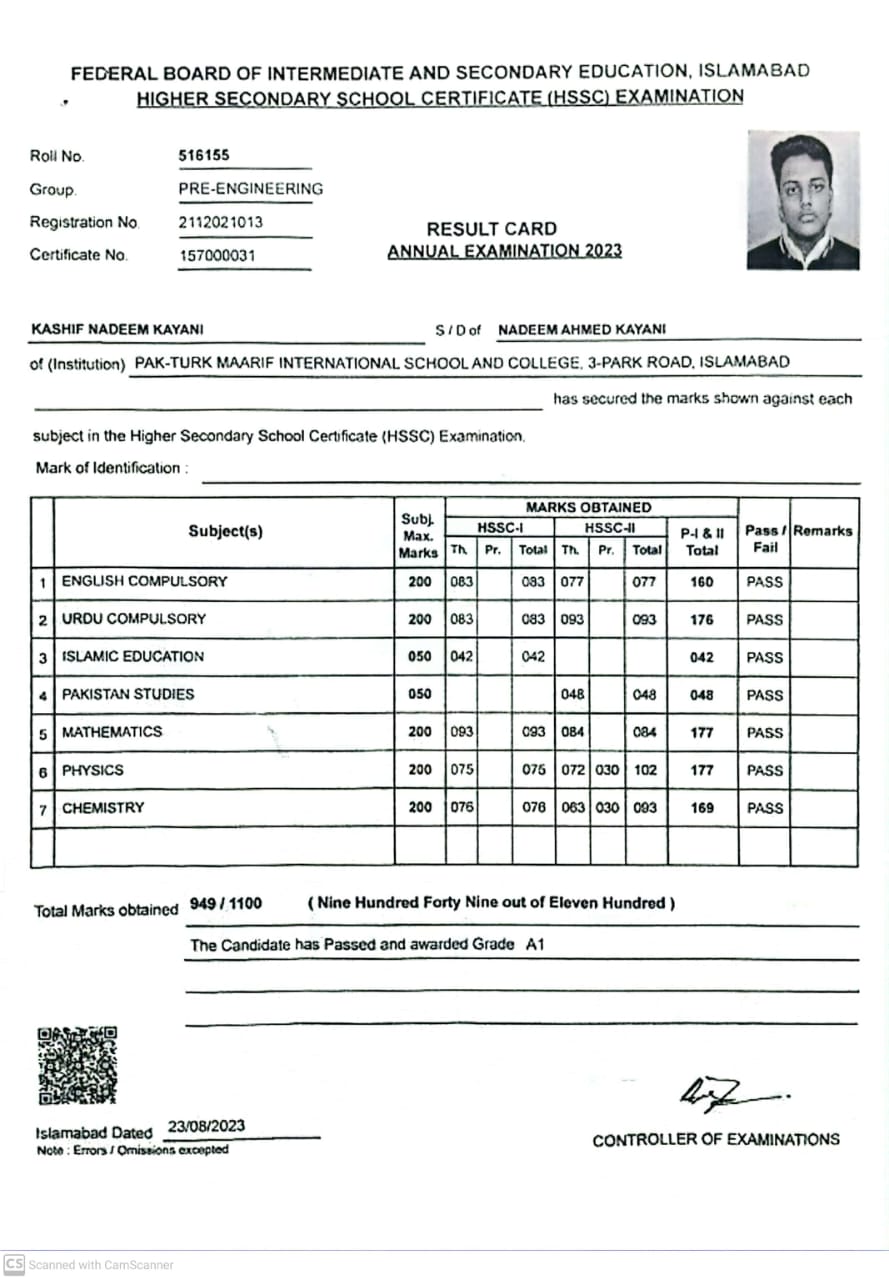 FEDERAL BOARD OF INTERMEDIATE AND SECONDARY EDUCATION, ISLAMABAD
HIGHER SECONDARY SCHOOL CERTIFICATE (HSSC) EXAMINATION
Roll No. 516155
Group. PRE-ENGINEERING
Registration No. 2112021013
Certificate No. 157000031
RESULT CARD
ANNUAL EXAMINATION 2023
KASHIF NADEEM KAYANI S / D of NADEEM AHMED KAYANI
of (Institution) PAK-TURK MAARIF INTERNATIONAL SCHOOL AND COLLEGE, 3-PARK ROAD, ISLAMABAD
has secured the marks shown against each
subject in the Higher Secondary School Certificate (HSSC) Examination.
Mark of Identification :
Subject(s) Subj. Max. Marks MARKS OBTAINED Pass / Fail Remarks
HSSC-I HSSC-II P-I & II Total
Th. Pr. Total Th. Pr. Total
1 ENGLISH COMPULSORY 200 083 083 077 077 160 PASS
2 URDU COMPULSORY 200 083 083 093 093 176 PASS
3 ISLAMIC EDUCATION 050 042 042 042 PASS
4 PAKISTAN STUDIES 050 048 048 048 PASS
5 MATHEMATICS 200 093 093 084 084 177 PASS
6 PHYSICS 200 075 075 072 030 102 177 PASS
7 CHEMISTRY 200 076 076 063 030 093 169 PASS
Total Marks obtained 949 / 1100 ( Nine Hundred Forty Nine out of Eleven Hundred )
The Candidate has Passed and awarded Grade A1
Islamabad Dated 23/08/2023
Note : Errors / Omissions excepted
CONTROLLER OF EXAMINATIONS
CS Scanned with CamScanner